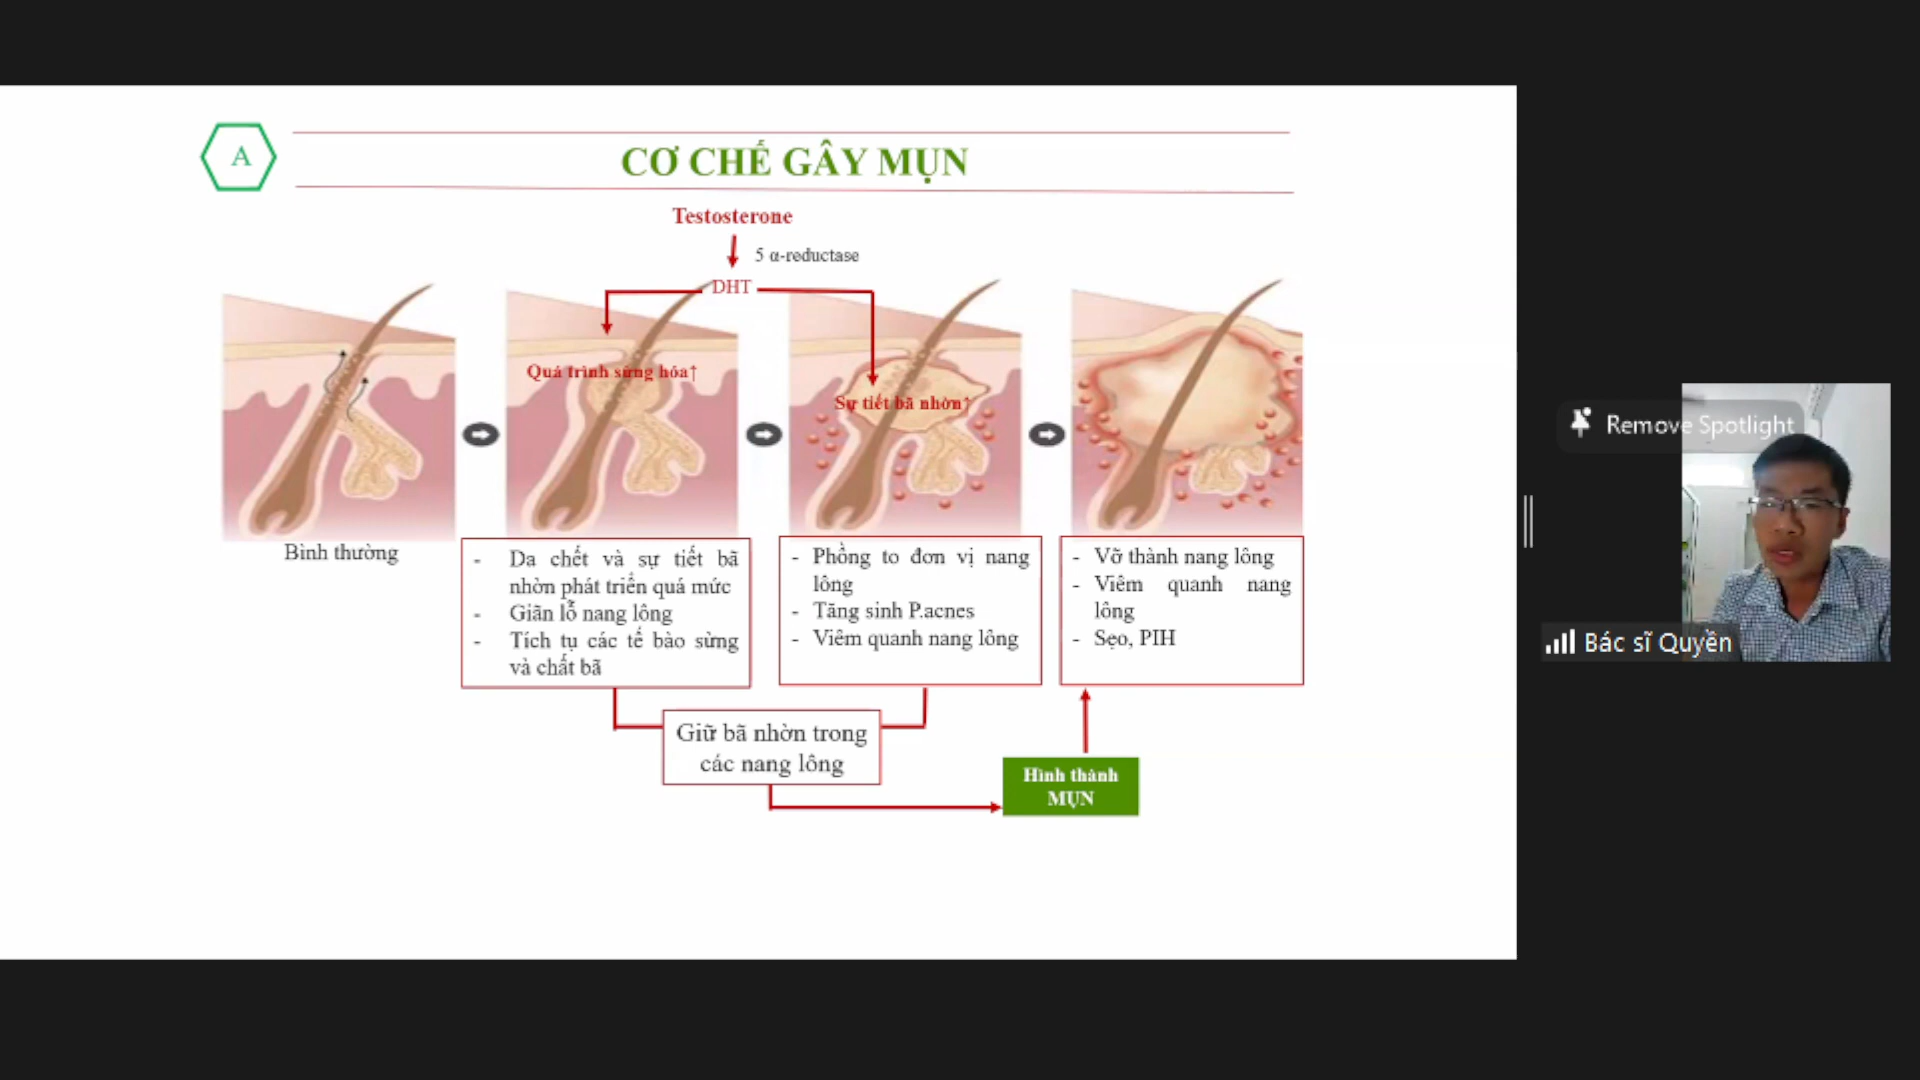 A
CƠ CHẾ GÂY MỤN
Testosterone
5 α-reductase
DHT
Quá trình sừng hóa↑
Sự tiết bã nhờn↑
Bình thường
- Da chết và sự tiết bã
nhờn phát triển quá mức
- Giãn lỗ nang lông
- Tích tụ các tế bào sừng
và chất bã
- Phồng to đơn vị nang
lông
- Tăng sinh P.acnes
- Viêm quanh nang lông
- Vỡ thành nang lông
- Viêm quanh nang
lông
- Sẹo, PIH
Giữ bã nhờn trong
các nang lông
Hình thành
MỤN
Remove Spotlight
Bác sĩ Quyền